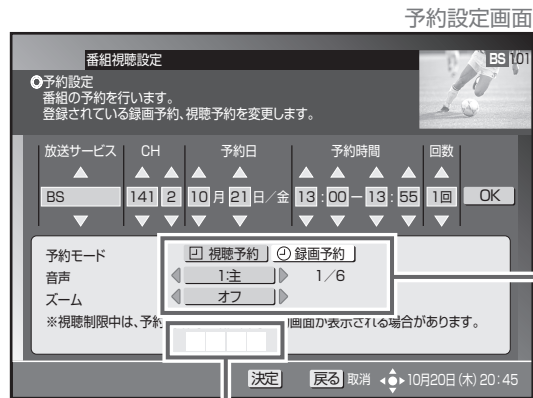 予約設定画面
番組視聴設定
BS 101
予約設定
番組の予約を行います。
登録されている録画予約、視聴予約を変更します。
放送サービス CH 予約日 予約時間 回数
BS 141 2 10月21日/金 13:00-13:55 1回 OK
予約モード 視聴予約 録画予約
音声 1:主 1/6
ズーム オフ
※視聴制限中は、予約 画面が表示される場合があります。
決定 戻る 取消 10月20日(木)20:45